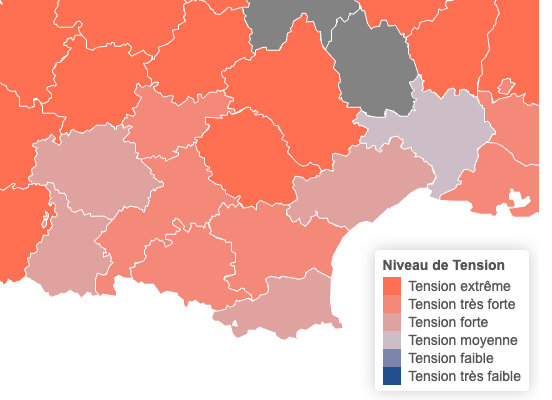 Niveau de Tension
Tension extrême
Tension très forte
Tension forte
Tension moyenne
Tension faible
Tension très faible